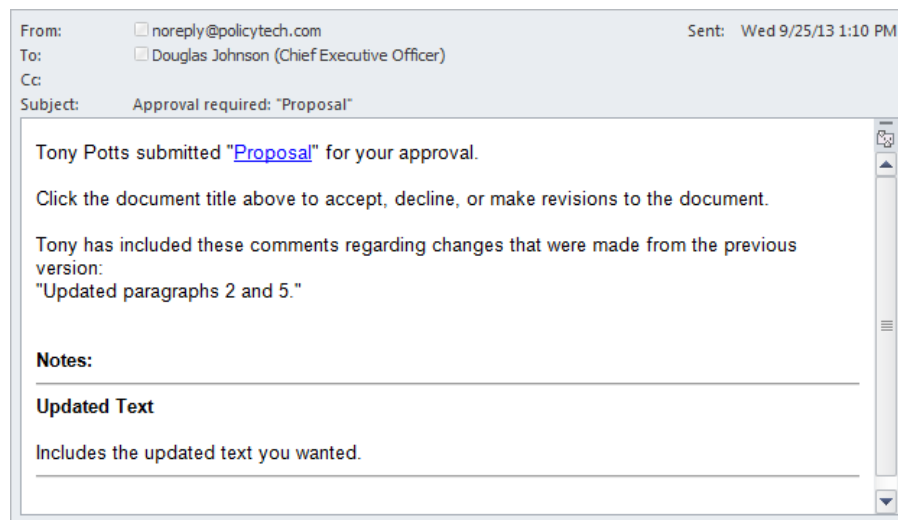 From: noreply@policytech.com Sent: Wed 9/25/13 1:10 PM
To: Douglas Johnson (Chief Executive Officer)
Cc:
Subject: Approval required: "Proposal"
Tony Potts submitted "Proposal" for your approval.
Click the document title above to accept, decline, or make revisions to the document.
Tony has included these comments regarding changes that were made from the previous
version:
"Updated paragraphs 2 and 5."
Notes:
Updated Text
Includes the updated text you wanted.